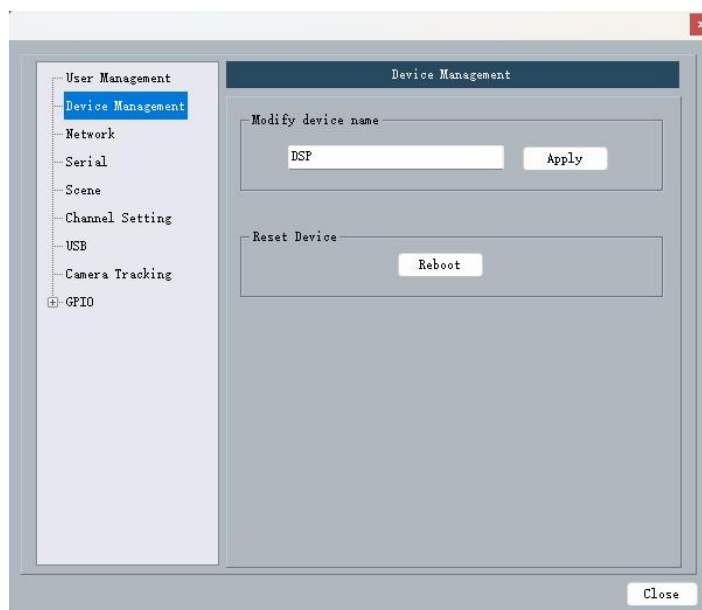 User Management
Device Management
Network
Serial
Scene
Channel Setting
USB
Camera Tracking
GPIO
Device Management
Modify device name
DSP
Apply
Reset Device
Reboot
Close